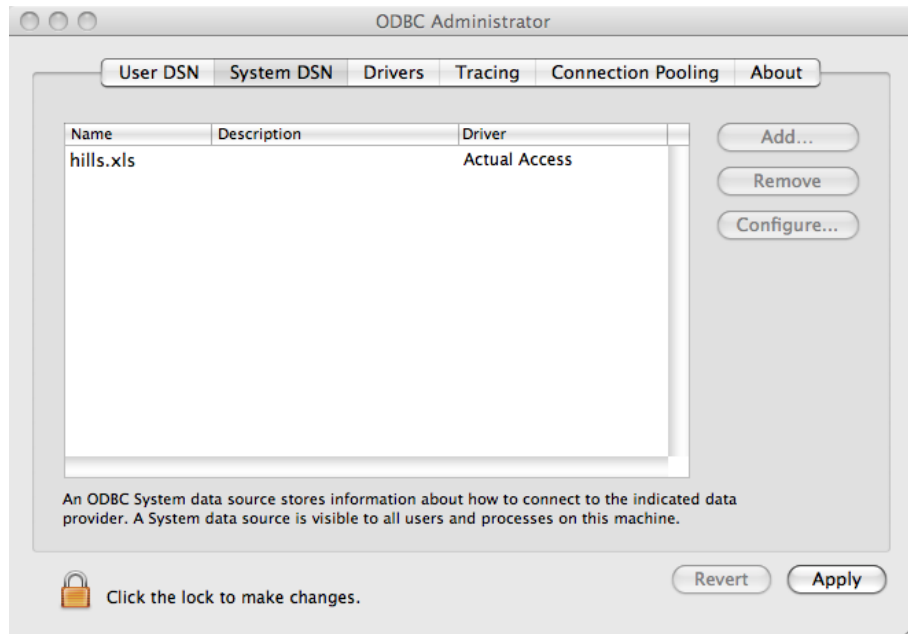 ODBC Administrator
User DSN System DSN Drivers Tracing Connection Pooling About
Name Description Driver
hills.xls Actual Access
Add...
Remove
Configure...
An ODBC System data source stores information about how to connect to the indicated data
provider. A System data source is visible to all users and processes on this machine.
Click the lock to make changes.
Revert Apply